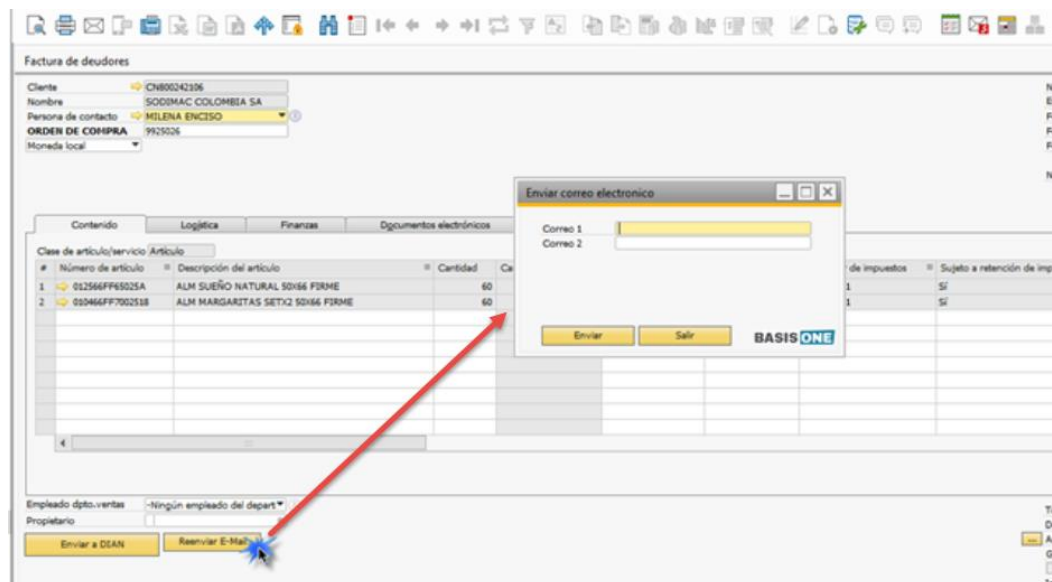 Factura de deudores
Cliente CN800242106
Nombre SODIMAC COLOMBIA SA
Persona de contacto MILENA ENCISO
ORDEN DE COMPRA 9925026
Moneda local
Enviar correo electronico
Contenido Logística Finanzas Documentos electrónicos
Correo 1
Correo 2
Clase de artículo/servicio Artículo
# Número de artículo Descripción del artículo Cantidad Ca de impuestos Sujeto a retención de imp
1 012566FF65025A ALM SUEÑO NATURAL 50X66 FIRME 60 1 Sí
2 010466FF7002518 ALM MARGARITAS SETX2 50X66 FIRME 60 1 Sí
Enviar Salir BASIS ONE
Empleado dpto.ventas -Ningún empleado del depart
Propietario
Enviar a DIAN Reenviar E-Mail